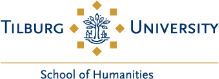 TILBURG UNIVERSITY
School of Humanities